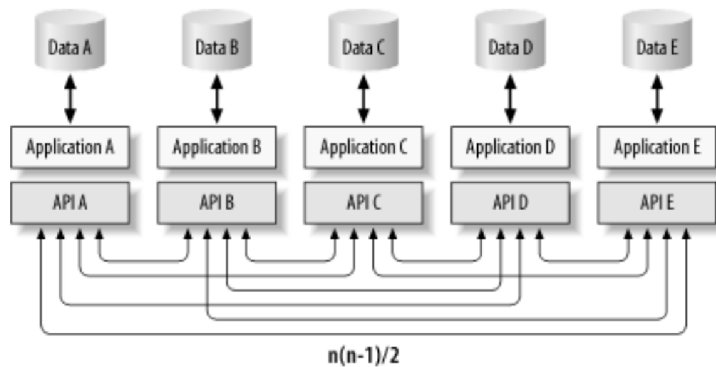 Data A Data B Data C Data D Data E
Application A Application B Application C Application D Application E
API A API B API C API D API E
n(n-1)/2